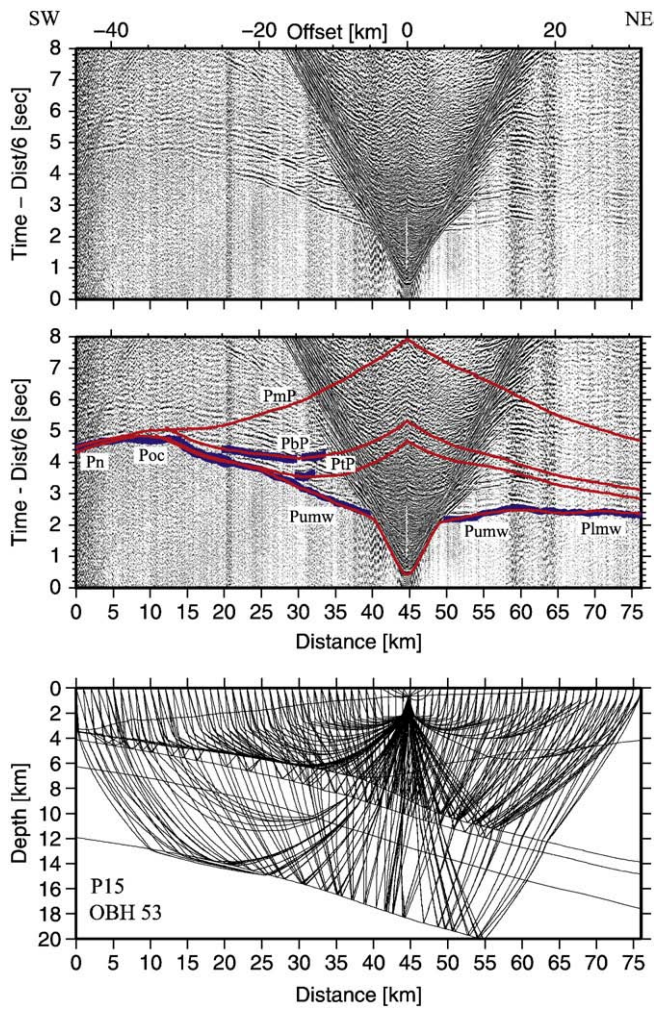 SW -40 -20 Offset [km] 0 20 NE
8
7
6
5
4
3
2
1
0
Time - Dist/6 [sec]
8
7
6
5
4
3
2
1
0
Time - Dist/6 [sec]
PmP
PbP
PtP
Pn
Poc
Pumw
Pumw
Plmw
0 5 10 15 20 25 30 35 40 45 50 55 60 65 70 75
Distance [km]
0
2
4
6
8
10
12
14
16
18
20
Depth [km]
P15
OBH 53
0 5 10 15 20 25 30 35 40 45 50 55 60 65 70 75
Distance [km]